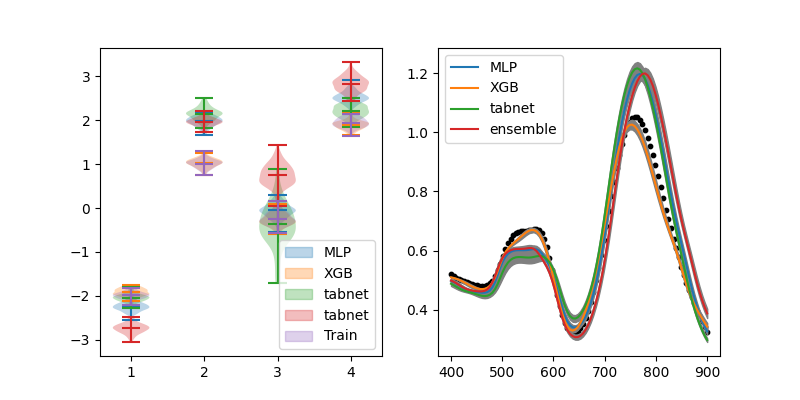 3
2
1
0
−1
−2
−3
1 2 3 4
MLP
XGB
tabnet
tabnet
Train
1.2
1.0
0.8
0.6
0.4
400 500 600 700 800 900
MLP
XGB
tabnet
ensemble